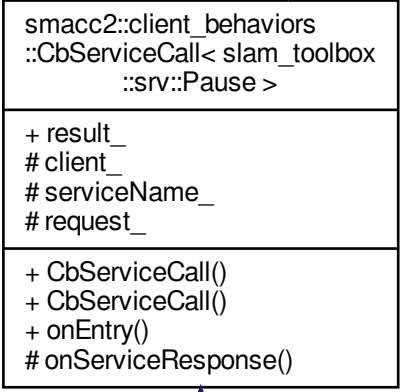 smacc2::client_behaviors
::CbServiceCall< slam_toolbox
::srv::Pause >
+ result_
# client_
# serviceName_
# request_
+ CbServiceCall()
+ CbServiceCall()
+ onEntry()
# onServiceResponse()